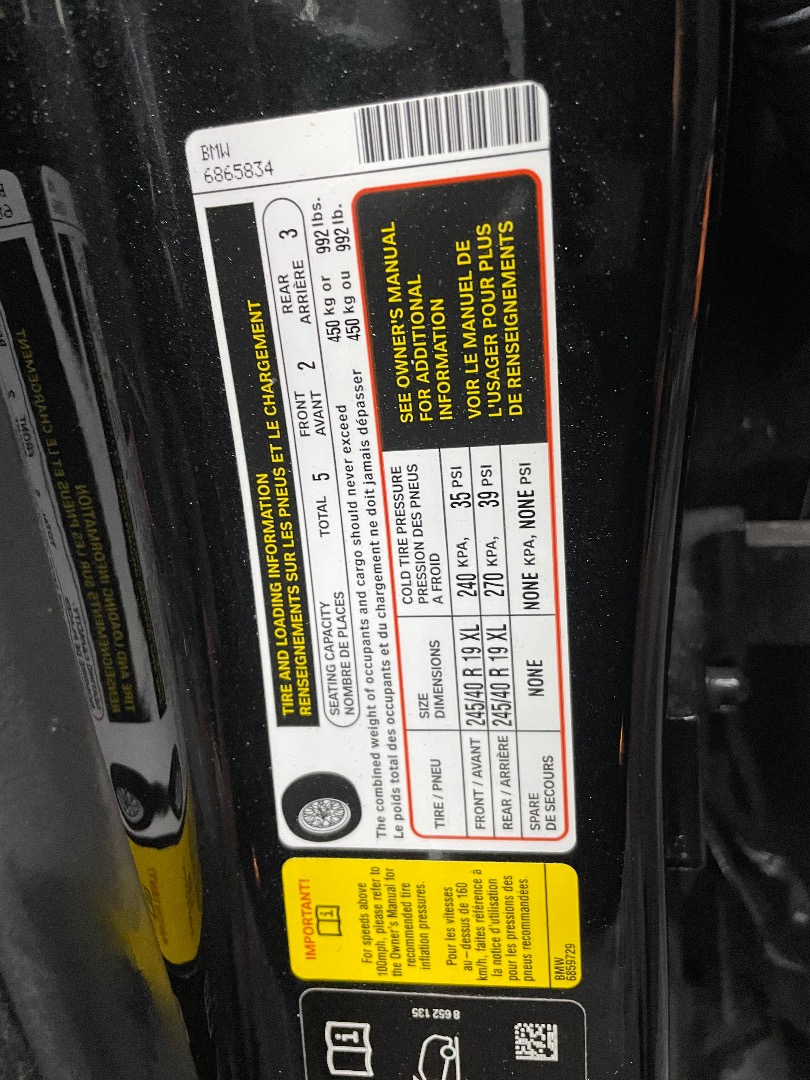 BMW
6865834
TIRE AND LOADING INFORMATION
RENSEIGNEMENTS SUR LES PNEUS ET LE CHARGEMENT
SEATING CAPACITY TOTAL 5 FRONT 2 REAR 3
NOMBRE DE PLACES AVANT ARRIÈRE
The combined weight of occupants and cargo should never exceed 450 kg or 992 lbs.
Le poids total des occupants et du chargement ne doit jamais dépasser 450 kg ou 992 lb.
TIRE / PNEU SIZE COLD TIRE PRESSURE
DIMENSIONS PRESSION DES PNEUS
A FROID
FRONT / AVANT 245/40 R 19 XL 240 KPA, 35 PSI
REAR / ARRIÈRE 245/40 R 19 XL 270 KPA, 39 PSI
SPARE NONE NONE KPA, NONE PSI
DE SECOURS
SEE OWNER'S MANUAL
FOR ADDITIONAL
INFORMATION
VOIR LE MANUEL DE
L'USAGER POUR PLUS
DE RENSEIGNEMENTS
IMPORTANT!
For speeds above
100mph, please refer to
the Owner's Manual for
recommended tire
inflation pressures.
Pour les vitesses
au-dessus de 160
km/h, faites référence à
la notice d'utilisation
pour les pressions des
pneus recommandées.
BMW
6859729
8 652 135